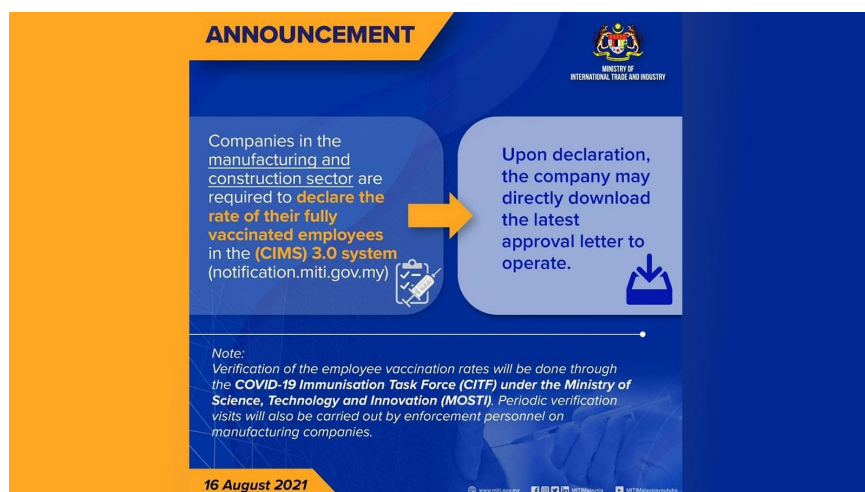 ANNOUNCEMENT
MINISTRY OF
INTERNATIONAL TRADE AND INDUSTRY
Companies in the
manufacturing and
construction sector are
required to declare the
rate of their fully
vaccinated employees
in the (CIMS) 3.0 system
(notification.miti.gov.my)
Upon declaration,
the company may
directly download
the latest
approval letter to
operate.
Note:
Verification of the employee vaccination rates will be done through
the COVID-19 Immunisation Task Force (CITF) under the Ministry of
Science, Technology and Innovation (MOSTI). Periodic verification
visits will also be carried out by enforcement personnel on
manufacturing companies.
16 August 2021
www.miti.gov.my MITIMalaysia MITIMalaysiayoutube